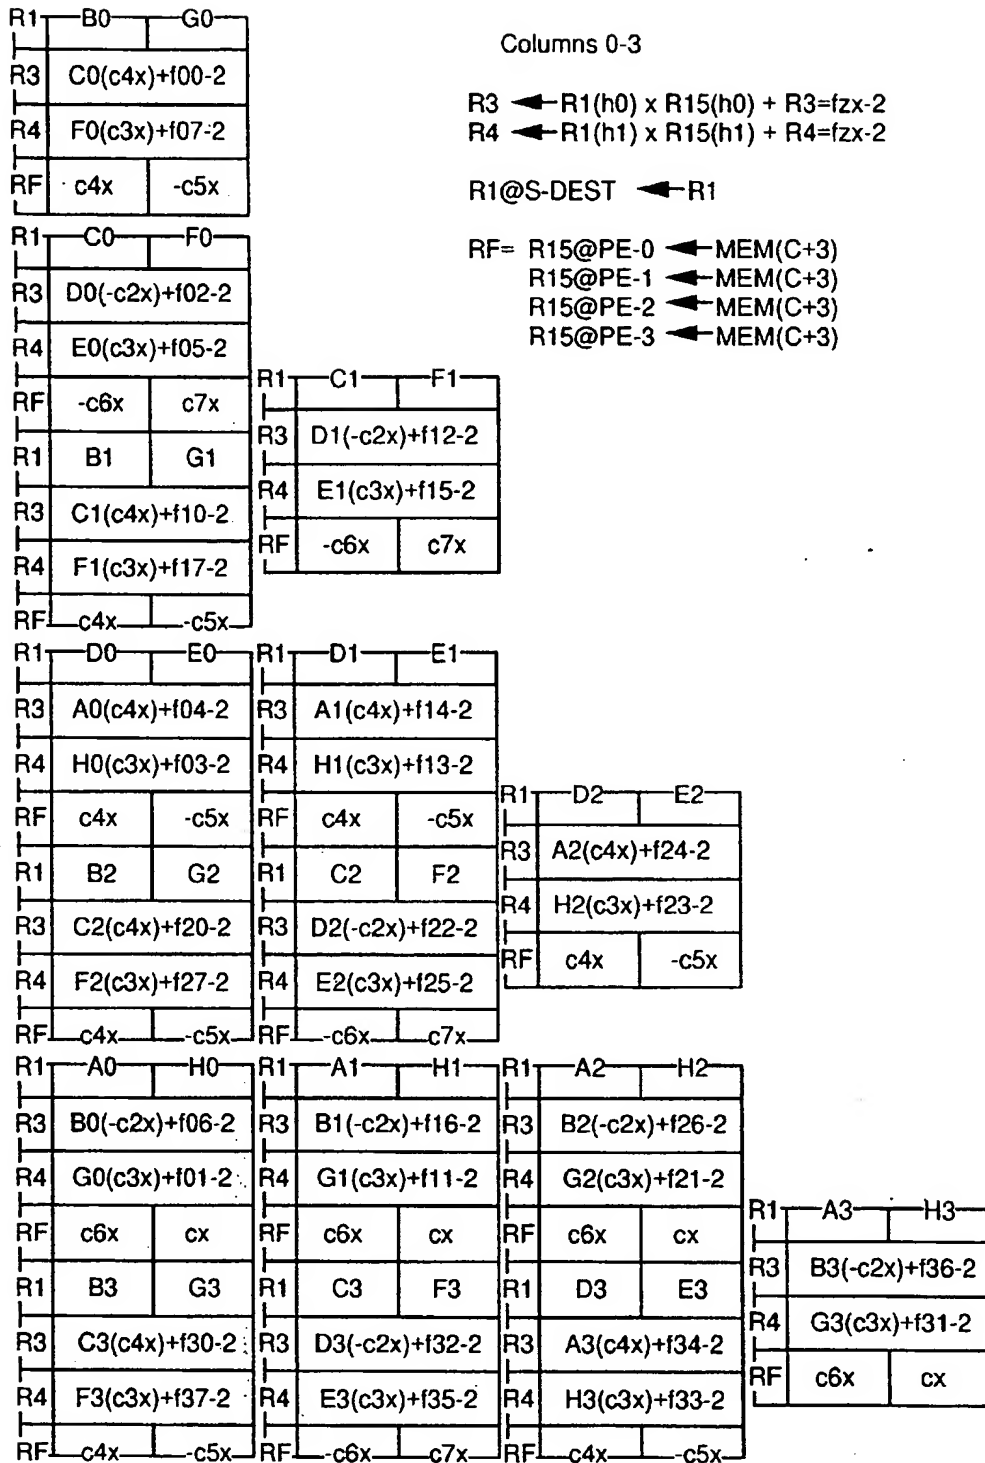 Columns 0-3
R3 ← R1(h0) x R15(h0) + R3=fzx-2
R4 ← R1(h1) x R15(h1) + R4=fzx-2
R1@S-DEST ← R1
RF= R15@PE-0 ← MEM(C+3)
R15@PE-1 ← MEM(C+3)
R15@PE-2 ← MEM(C+3)
R15@PE-3 ← MEM(C+3)
R1 B0 G0
R3 C0(c4x)+f00-2
R4 F0(c3x)+f07-2
RF c4x -c5x
R1 C0 F0
R3 D0(-c2x)+f02-2
R4 E0(c3x)+f05-2
RF -c6x c7x
R1 B1 G1
R3 C1(c4x)+f10-2
R4 F1(c3x)+f17-2
RF c4x -c5x
R1 C1 F1
R3 D1(-c2x)+f12-2
R4 E1(c3x)+f15-2
RF -c6x c7x
R1 D0 E0
R3 A0(c4x)+f04-2
R4 H0(c3x)+f03-2
RF c4x -c5x
R1 B2 G2
R3 C2(c4x)+f20-2
R4 F2(c3x)+f27-2
RF c4x -c5x
R1 D1 E1
R3 A1(c4x)+f14-2
R4 H1(c3x)+f13-2
RF c4x -c5x
R1 C2 F2
R3 D2(-c2x)+f22-2
R4 E2(c3x)+f25-2
RF -c6x c7x
R1 D2 E2
R3 A2(c4x)+f24-2
R4 H2(c3x)+f23-2
RF c4x -c5x
R1 A0 H0
R3 B0(-c2x)+f06-2
R4 G0(c3x)+f01-2
RF c6x cx
R1 B3 G3
R3 C3(c4x)+f30-2
R4 F3(c3x)+f37-2
RF c4x -c5x
R1 A1 H1
R3 B1(-c2x)+f16-2
R4 G1(c3x)+f11-2
RF c6x cx
R1 C3 F3
R3 D3(-c2x)+f32-2
R4 E3(c3x)+f35-2
RF -c6x c7x
R1 A2 H2
R3 B2(-c2x)+f26-2
R4 G2(c3x)+f21-2
RF c6x cx
R1 D3 E3
R3 A3(c4x)+f34-2
R4 H3(c3x)+f33-2
RF c4x -c5x
R1 A3 H3
R3 B3(-c2x)+f36-2
R4 G3(c3x)+f31-2
RF c6x cx